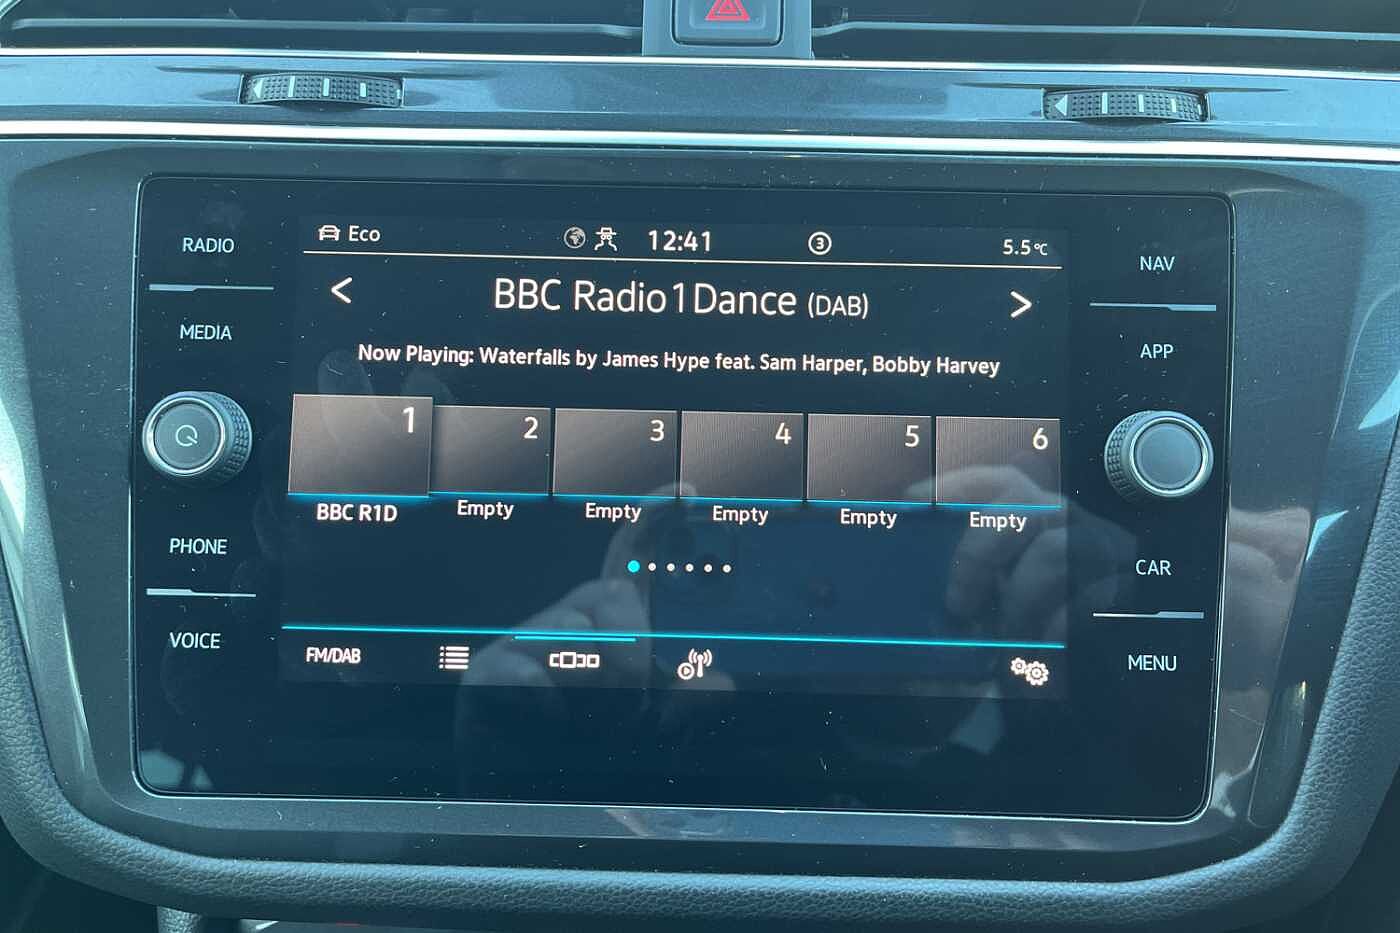 RADIO
MEDIA
PHONE
VOICE
Eco
12:41
3
5.5°C
< BBC Radio 1 Dance (DAB) >
Now Playing: Waterfalls by James Hype feat. Sam Harper, Bobby Harvey
1 2 3 4 5 6
BBC R1D Empty Empty Empty Empty Empty
FM/DAB
NAV
APP
CAR
MENU